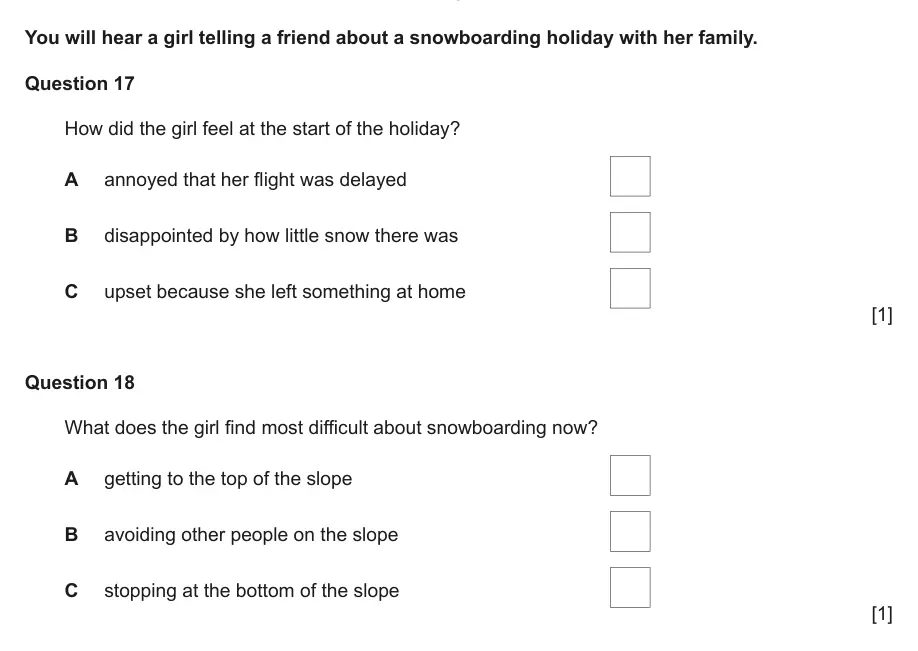 You will hear a girl telling a friend about a snowboarding holiday with her family.
Question 17
How did the girl feel at the start of the holiday?
A annoyed that her flight was delayed
B disappointed by how little snow there was
C upset because she left something at home
[1]
Question 18
What does the girl find most difficult about snowboarding now?
A getting to the top of the slope
B avoiding other people on the slope
C stopping at the bottom of the slope
[1]